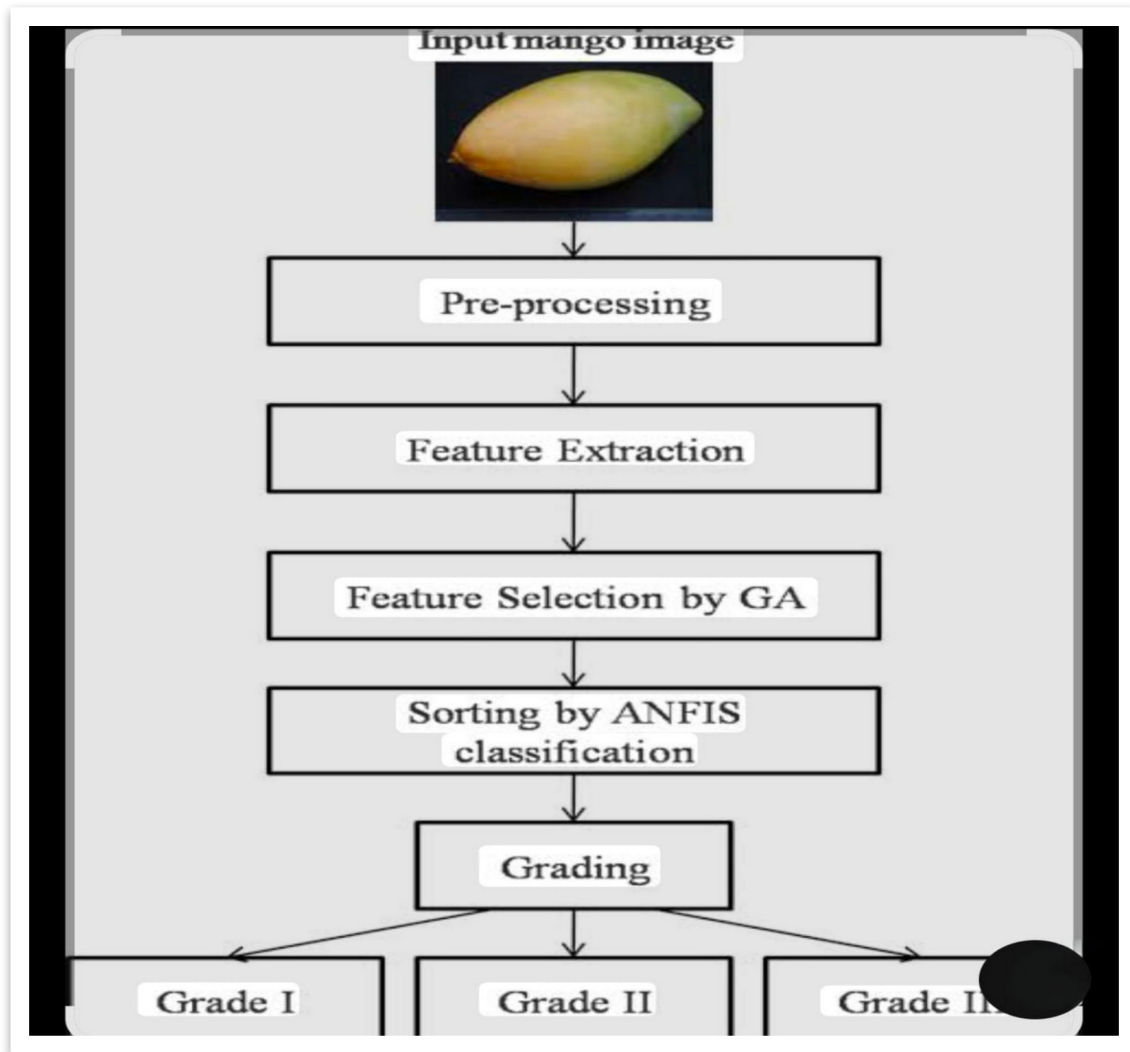 Input mango image
Pre-processing
Feature Extraction
Feature Selection by GA
Sorting by ANFIS
classification
Grading
Grade I
Grade II
Grade